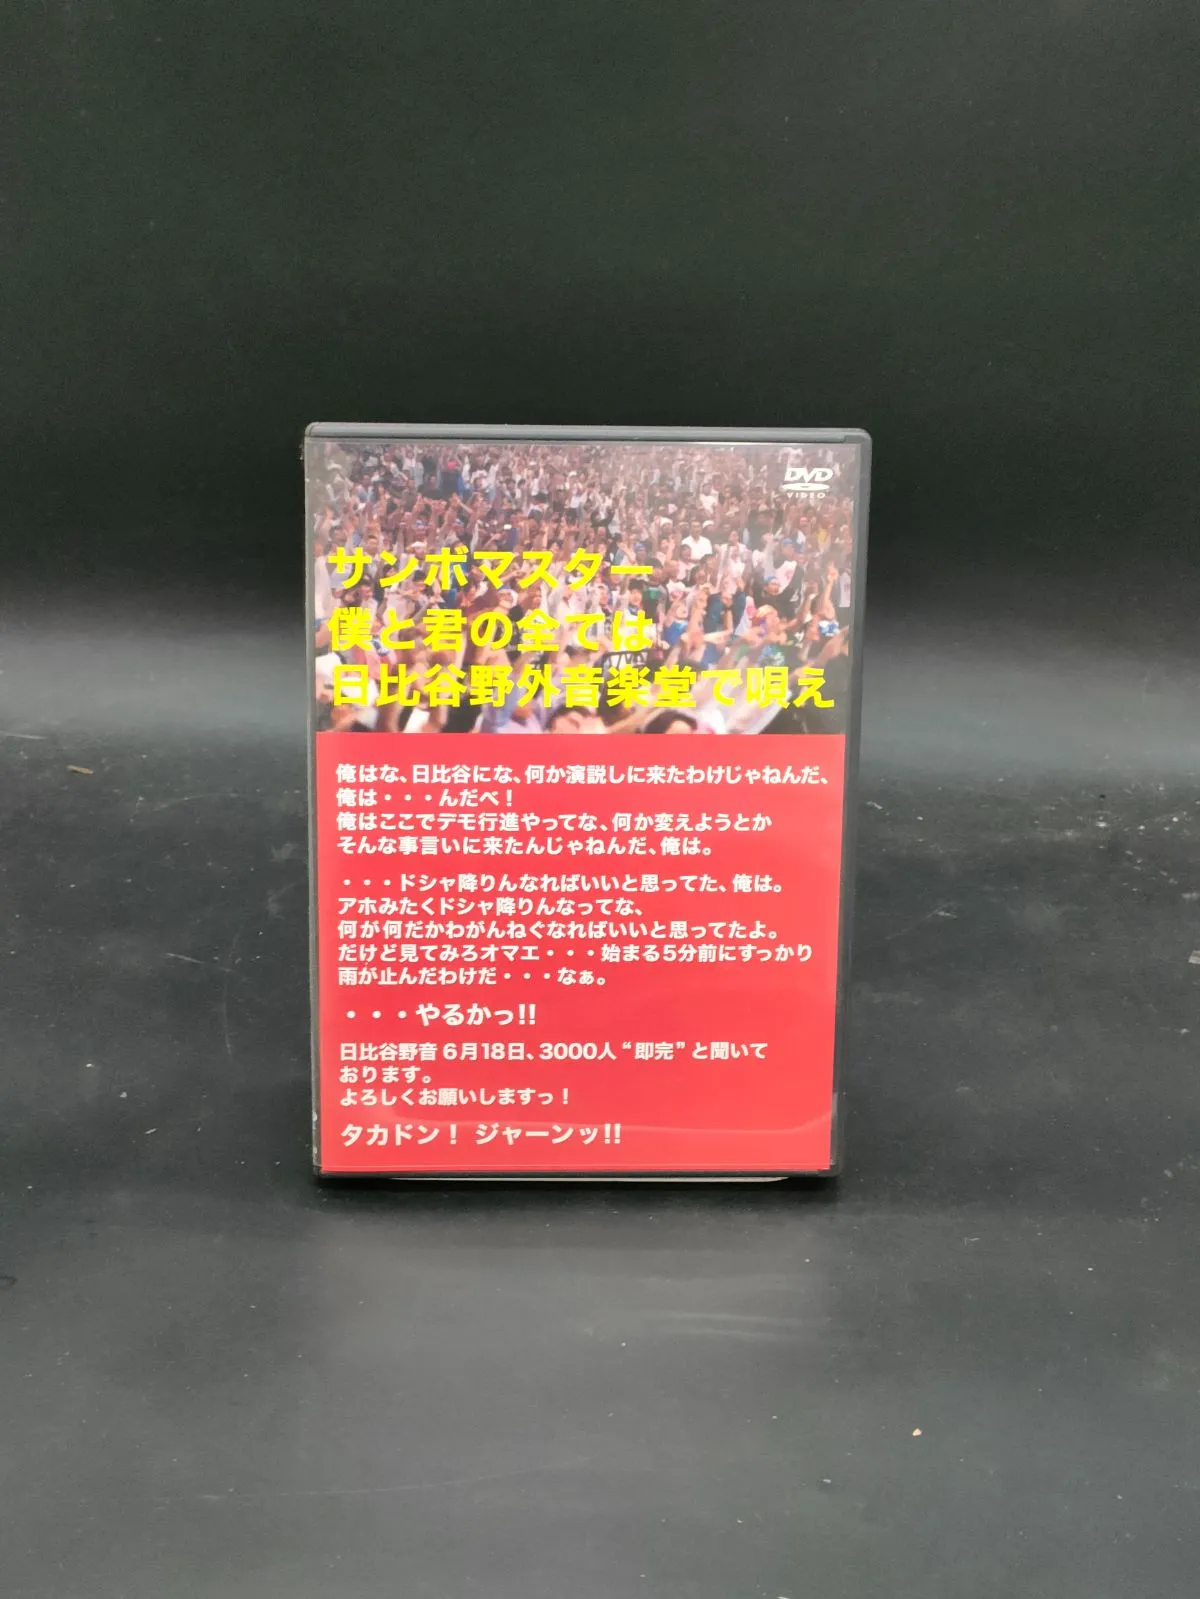 DVD
VIDEO
サンボマスター
僕と君の全ては
日比谷野外音楽堂で唄え
俺はな、日比谷にな、何か演説しに来たわけじゃねんだ、
俺は・・・んだべ！
俺はここでデモ行進やってな、何か変えようとか
そんな事言いに来たんじゃねんだ、俺は。
・・・ドシャ降りんなればいいと思ってた、俺は。
アホみたくドシャ降りんなってな、
何が何だかわがんねぐなればいいと思ってたよ。
だけど見てみろオマエ・・・始まる5分前にすっかり
雨が止んだわけだ・・・なぁ。
・・・やるかっ!!
日比谷野音 6月18日、3000人“即完”と聞いて
おります。
よろしくお願いしますっ！
タカドン！ ジャーンッ!!